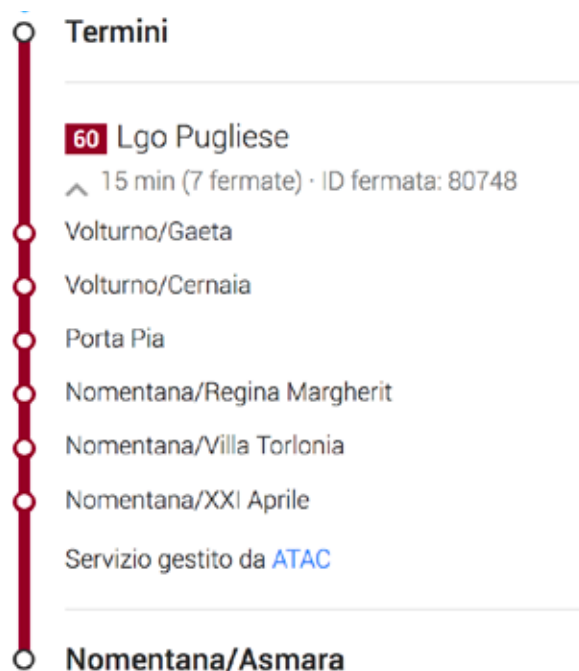 Termini
60 Lgo Pugliese
15 min (7 fermate) · ID fermata: 80748
Volturno/Gaeta
Volturno/Cernaia
Porta Pia
Nomentana/Regina Margherit
Nomentana/Villa Torlonia
Nomentana/XXI Aprile
Servizio gestito da ATAC
Nomentana/Asmara